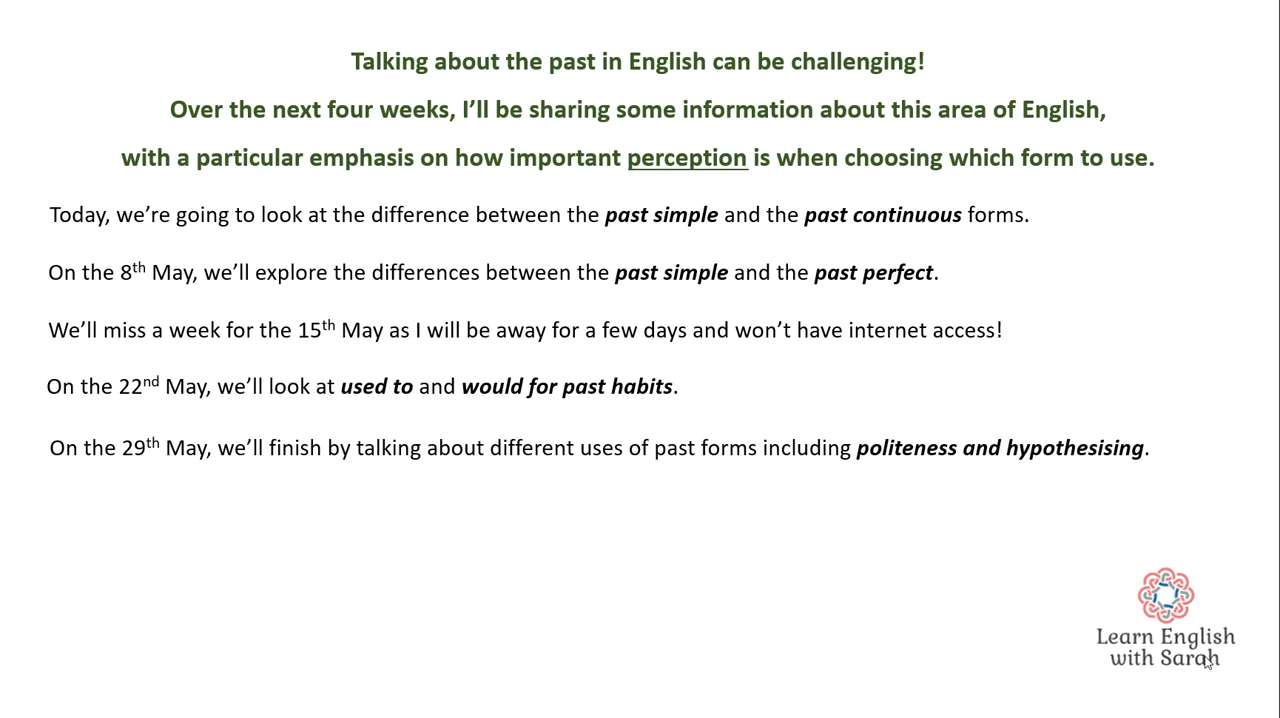 Talking about the past in English can be challenging!
Over the next four weeks, I’ll be sharing some information about this area of English,
with a particular emphasis on how important perception is when choosing which form to use.
Today, we’re going to look at the difference between the past simple and the past continuous forms.
On the 8th May, we’ll explore the differences between the past simple and the past perfect.
We’ll miss a week for the 15th May as I will be away for a few days and won’t have internet access!
On the 22nd May, we’ll look at used to and would for past habits.
On the 29th May, we’ll finish by talking about different uses of past forms including politeness and hypothesising.
Learn English
with Sarah